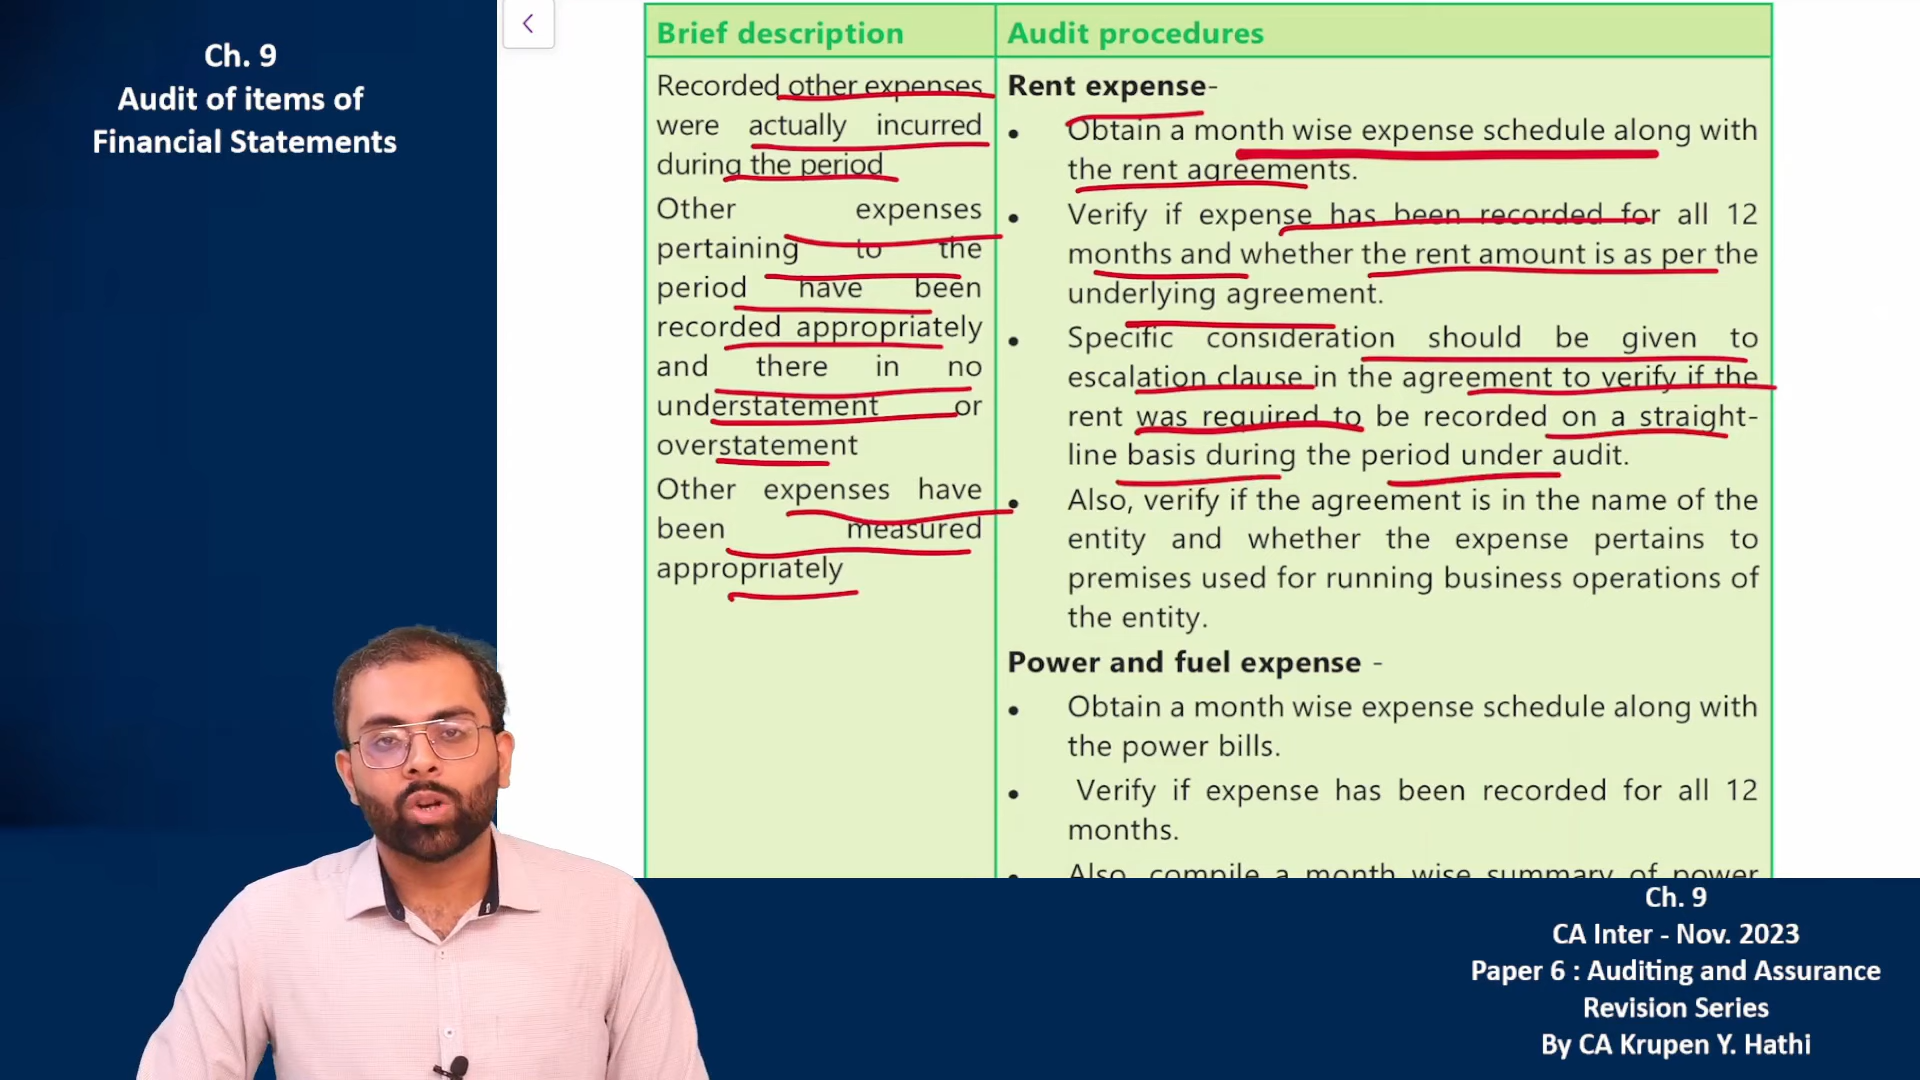 Ch. 9
Audit of items of
Financial Statements
Brief description
Recorded other expenses
were actually incurred
during the period
Other expenses
pertaining to the
period have been
recorded appropriately
and there in no
understatement or
overstatement
Other expenses have
been measured
appropriately
Audit procedures
Rent expense-
• Obtain a month wise expense schedule along with
the rent agreements.
• Verify if expense has been recorded for all 12
months and whether the rent amount is as per the
underlying agreement.
• Specific consideration should be given to
escalation clause in the agreement to verify if the
rent was required to be recorded on a straight-
line basis during the period under audit.
• Also, verify if the agreement is in the name of the
entity and whether the expense pertains to
premises used for running business operations of
the entity.
Power and fuel expense -
• Obtain a month wise expense schedule along with
the power bills.
• Verify if expense has been recorded for all 12
months.
• Also, compile a month wise summary of power
Ch. 9
CA Inter - Nov. 2023
Paper 6 : Auditing and Assurance
Revision Series
By CA Krupen Y. Hathi